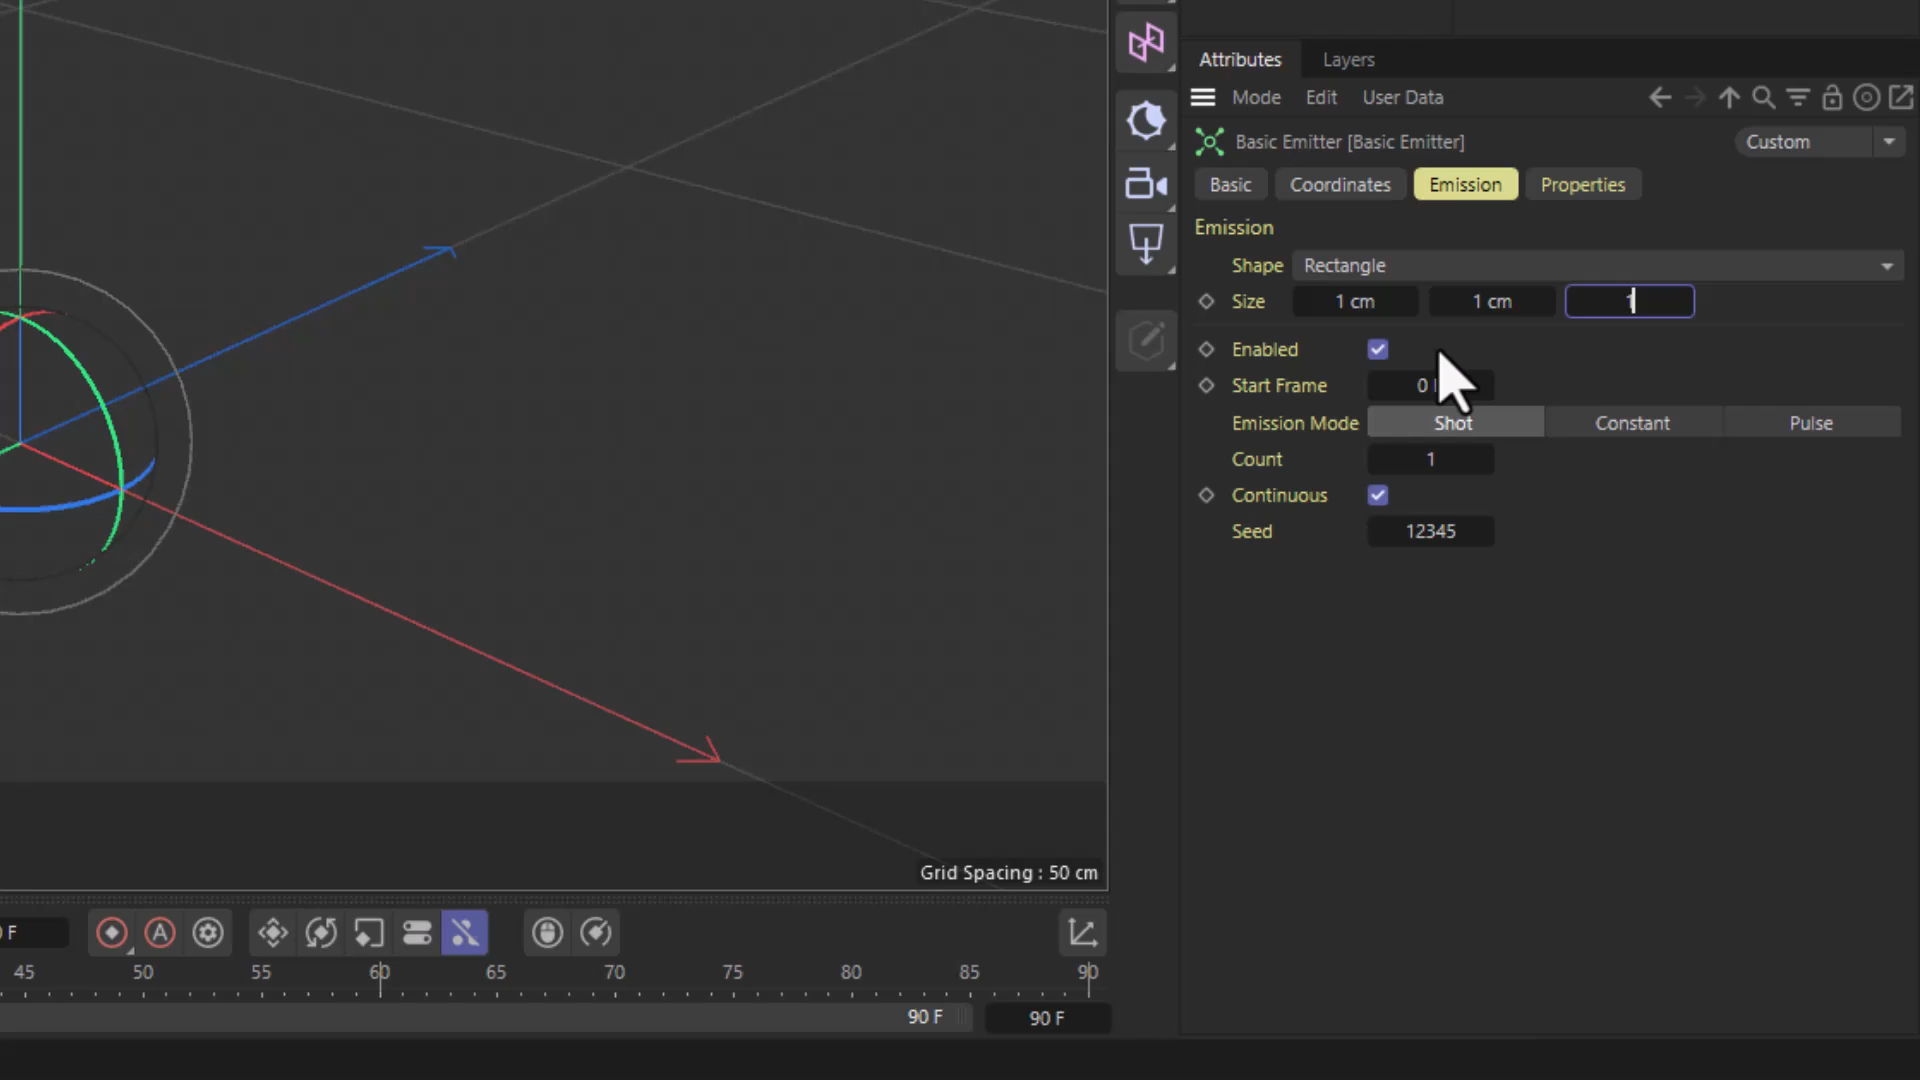 Attributes Layers
Mode Edit User Data
Basic Emitter [Basic Emitter] Custom
Basic Coordinates Emission Properties
Emission
Shape Rectangle
Size 1 cm 1 cm 1
Enabled
Start Frame 0
Emission Mode Shot Constant Pulse
Count 1
Continuous
Seed 12345
Grid Spacing : 50 cm
F
A
45 50 55 60 65 70 75 80 85 90
90 F 90 F